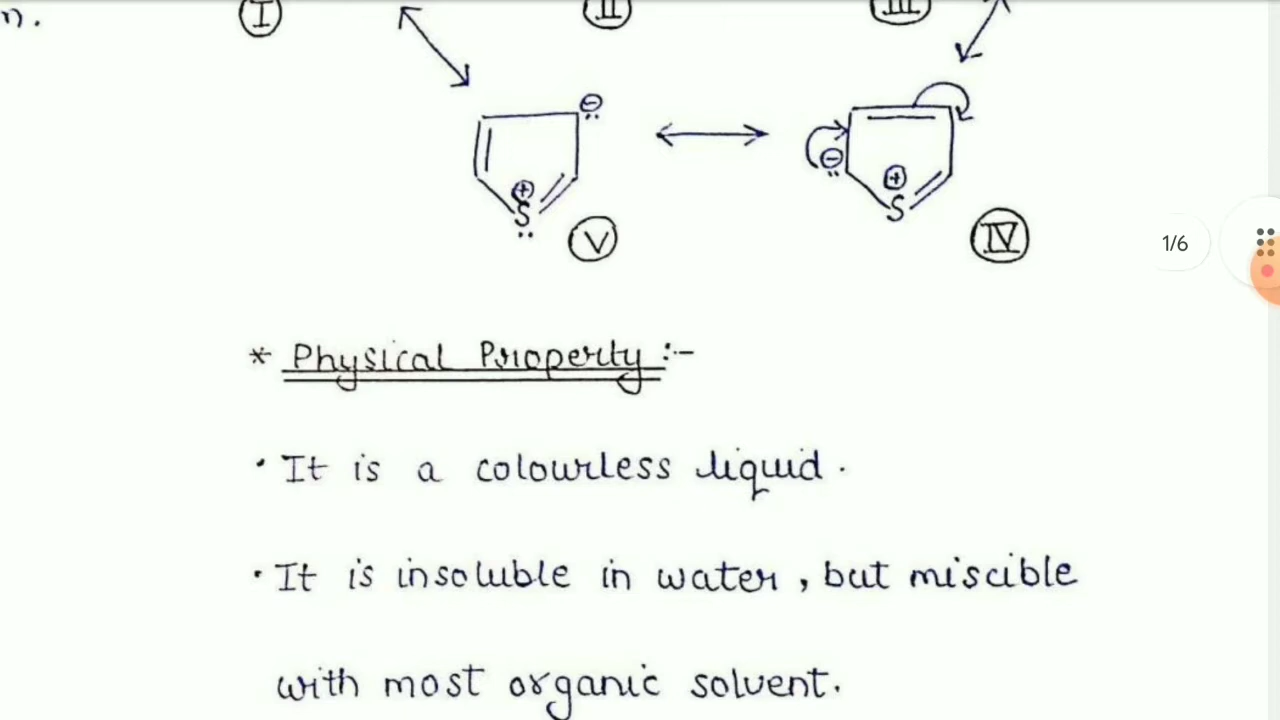 n.
I II III
⊖
⊖
⊕ ⊕
S S
V IV
1/6
* Physical Property :-
· It is a colourless liquid.
· It is insoluble in water, but miscible
with most organic solvent.